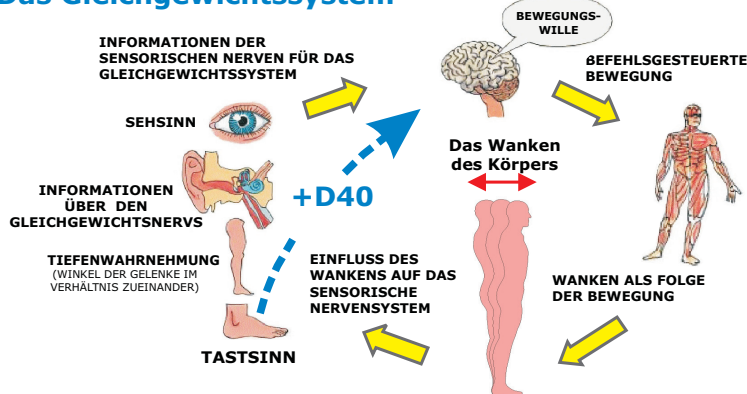 Das Gleichgewichtssystem
BEWEGUNGS-
WILLE
INFORMATIONEN DER
SENSORISCHEN NERVEN FÜR DAS
GLEICHGEWICHTSSYSTEM
BEFEHLSGESTEUERTE
BEWEGUNG
SEHSINN
Das Wanken
des Körpers
INFORMATIONEN
ÜBER DEN
GLEICHGEWICHTSNERVS
+D40
TIEFENWAHRNEHMUNG
(WINKEL DER GELENKE IM
VERHÄLTNIS ZUEINANDER)
EINFLUSS DES
WANKENS AUF DAS
SENSORISCHE
NERVENSYSTEM
WANKEN ALS FOLGE
DER BEWEGUNG
TASTSINN